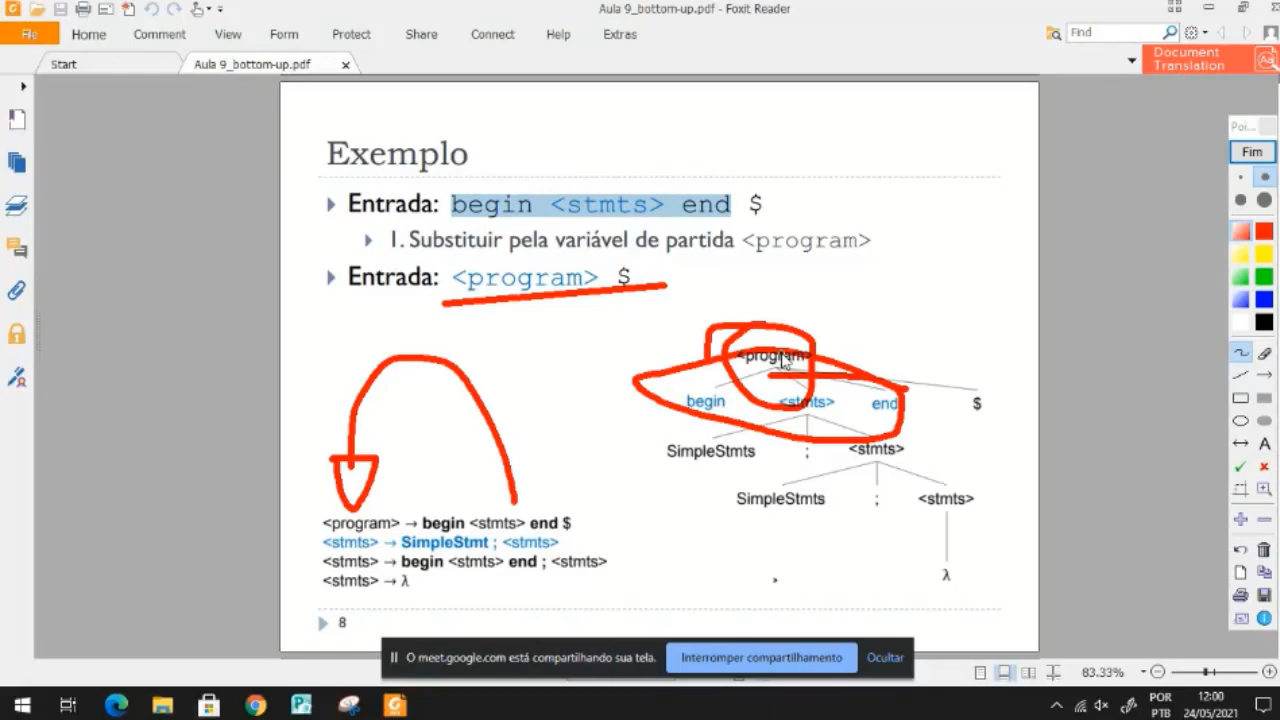 Aula 9_bottom-up.pdf - Foxit Reader
File Home Comment View Form Protect Share Connect Help Extras
Find
Start Aula 9_bottom-up.pdf
Document
Translation
Poi...
Fim
Exemplo
Entrada: begin <stmts> end $
1. Substituir pela variável de partida <program>
Entrada: <program> $
<program>
begin <stmts> end $
SimpleStmts ; <stmts>
SimpleStmts ; <stmts>
λ
<program> → begin <stmts> end $
<stmts> → SimpleStmt ; <stmts>
<stmts> → begin <stmts> end ; <stmts>
<stmts> → λ
8
O meet.google.com está compartilhando sua tela. Interromper compartilhamento Ocultar
83.33%
POR
PTB
12:00
24/05/2021